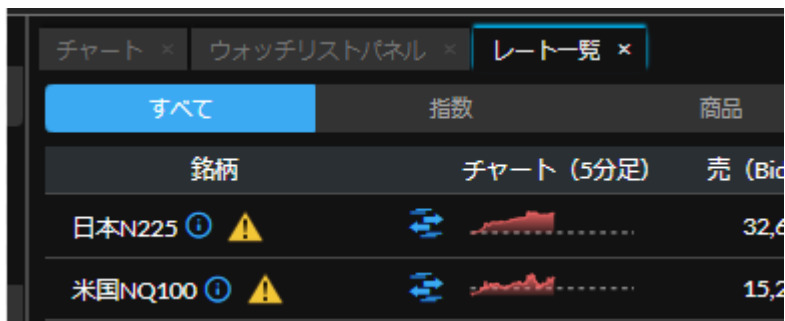 チャート × ウォッチリストパネル × レート一覧 ×
すべて 指数 商品
銘柄 チャート（5分足） 売（Bid
日本N225 32,6
米国NQ100 15,2